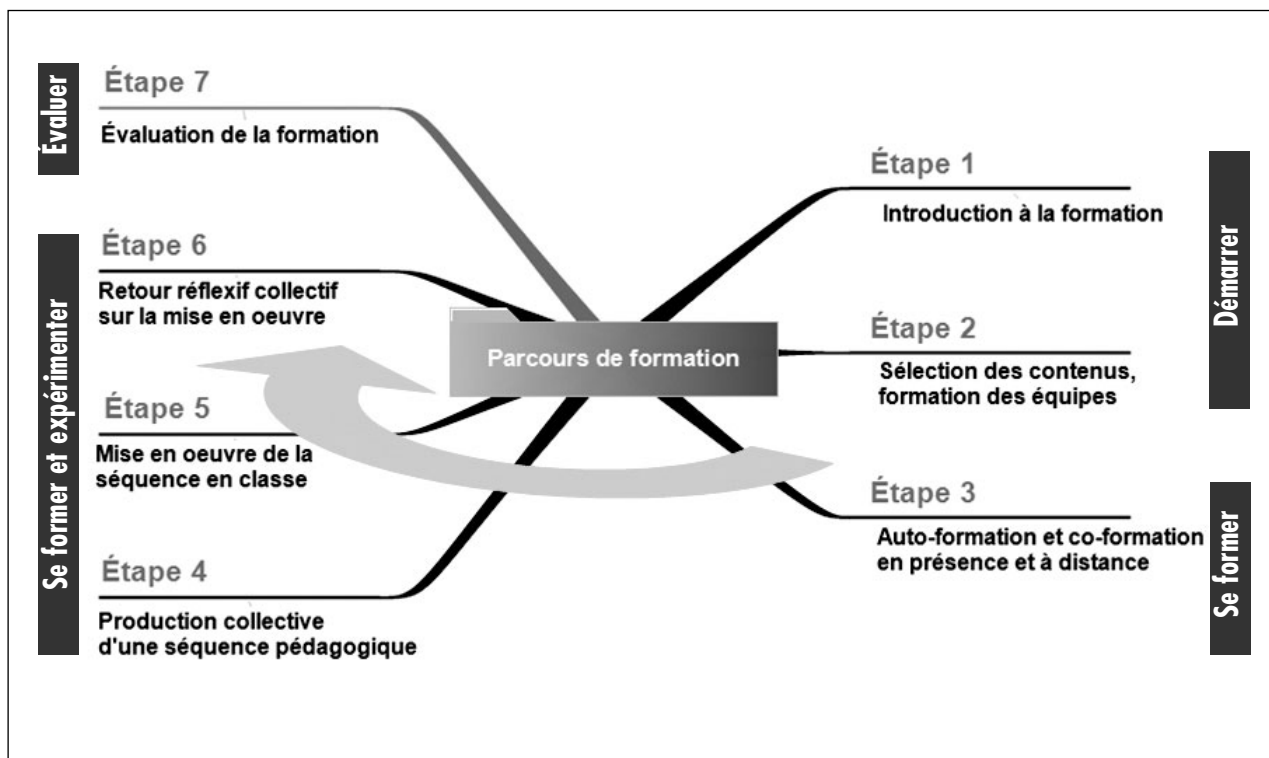 Parcours de formation
Démarrer
Étape 1
Introduction à la formation
Étape 2
Sélection des contenus,
formation des équipes
Se former
Étape 3
Auto-formation et co-formation
en présence et à distance
Se former et expérimenter
Étape 4
Production collective
d'une séquence pédagogique
Étape 5
Mise en oeuvre de la
séquence en classe
Étape 6
Retour réflexif collectif
sur la mise en oeuvre
Évaluer
Étape 7
Évaluation de la formation